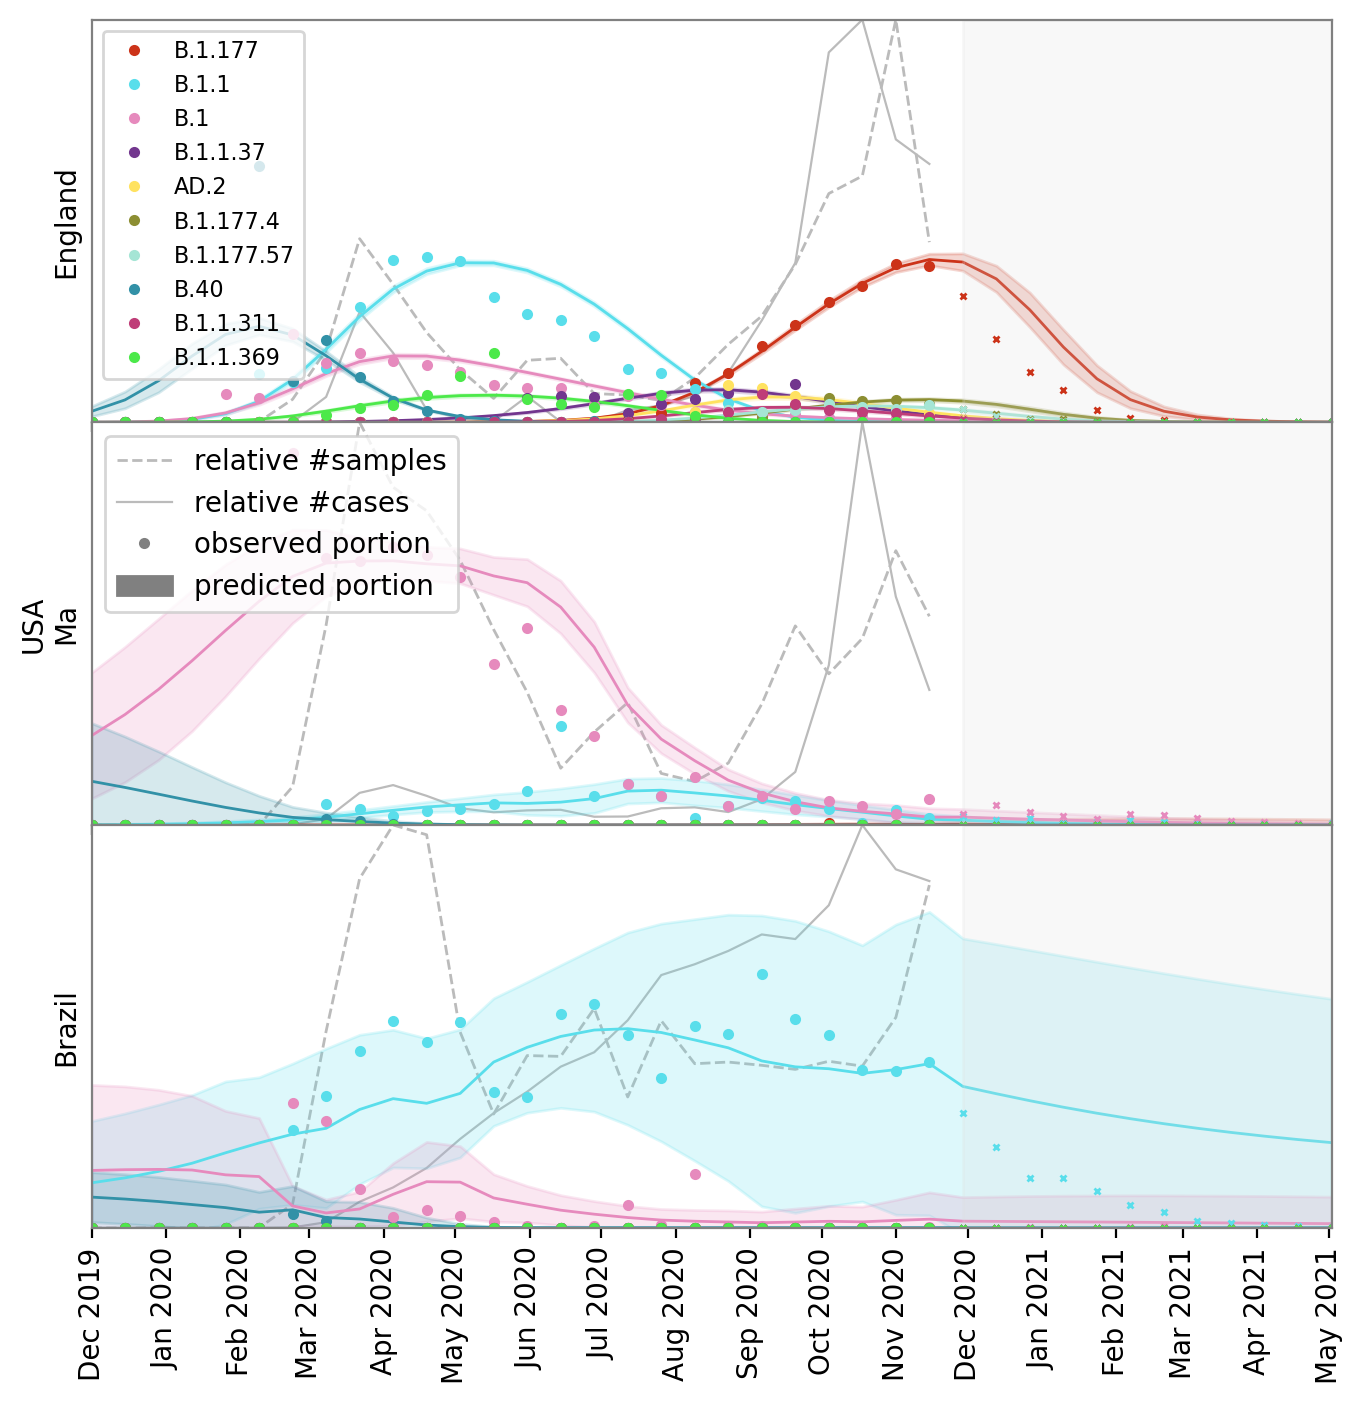 England
B.1.177
B.1.1
B.1
B.1.1.37
AD.2
B.1.177.4
B.1.177.57
B.40
B.1.1.311
B.1.1.369
USA
Ma
relative #samples
relative #cases
observed portion
predicted portion
Brazil
Dec 2019
Jan 2020
Feb 2020
Mar 2020
Apr 2020
May 2020
Jun 2020
Jul 2020
Aug 2020
Sep 2020
Oct 2020
Nov 2020
Dec 2020
Jan 2021
Feb 2021
Mar 2021
Apr 2021
May 2021